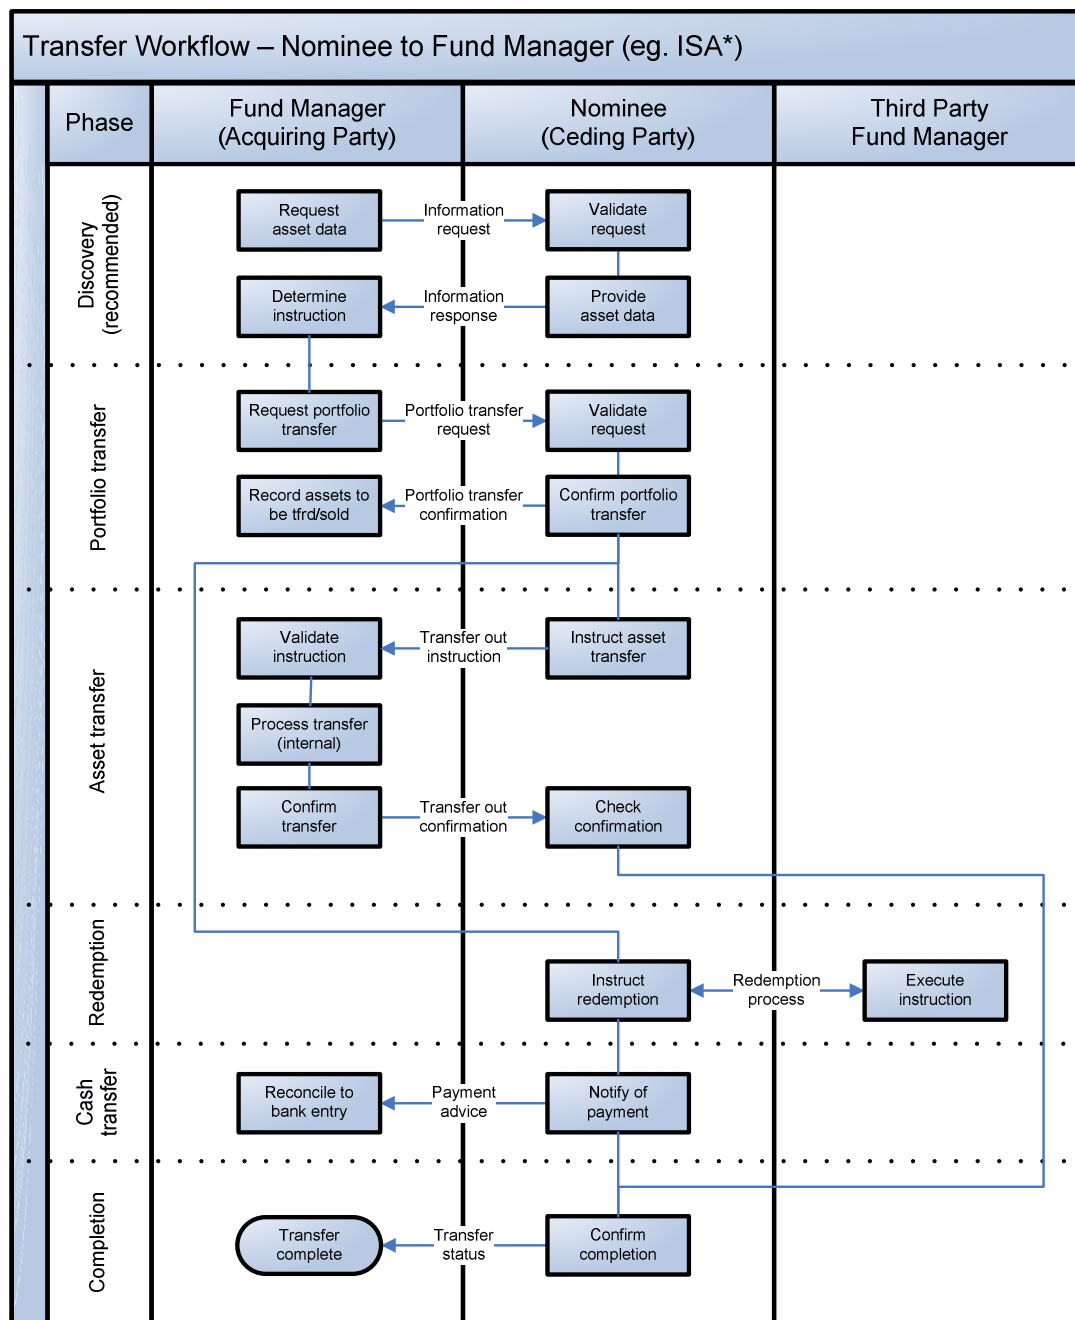 Transfer Workflow – Nominee to Fund Manager (eg. ISA*)
Phase
Fund Manager
(Acquiring Party)
Nominee
(Ceding Party)
Third Party
Fund Manager
Discovery
(recommended)
Request
asset data
Information
request
Validate
request
Determine
instruction
Information
response
Provide
asset data
Portfolio transfer
Request portfolio
transfer
Portfolio transfer
request
Validate
request
Record assets to
be tfrd/sold
Portfolio transfer
confirmation
Confirm portfolio
transfer
Asset transfer
Validate
instruction
Transfer out
instruction
Instruct asset
transfer
Process transfer
(internal)
Confirm
transfer
Transfer out
confirmation
Check
confirmation
Redemption
Instruct
redemption
Redemption
process
Execute
instruction
Cash
transfer
Reconcile to
bank entry
Payment
advice
Notify of
payment
Completion
Transfer
complete
Transfer
status
Confirm
completion